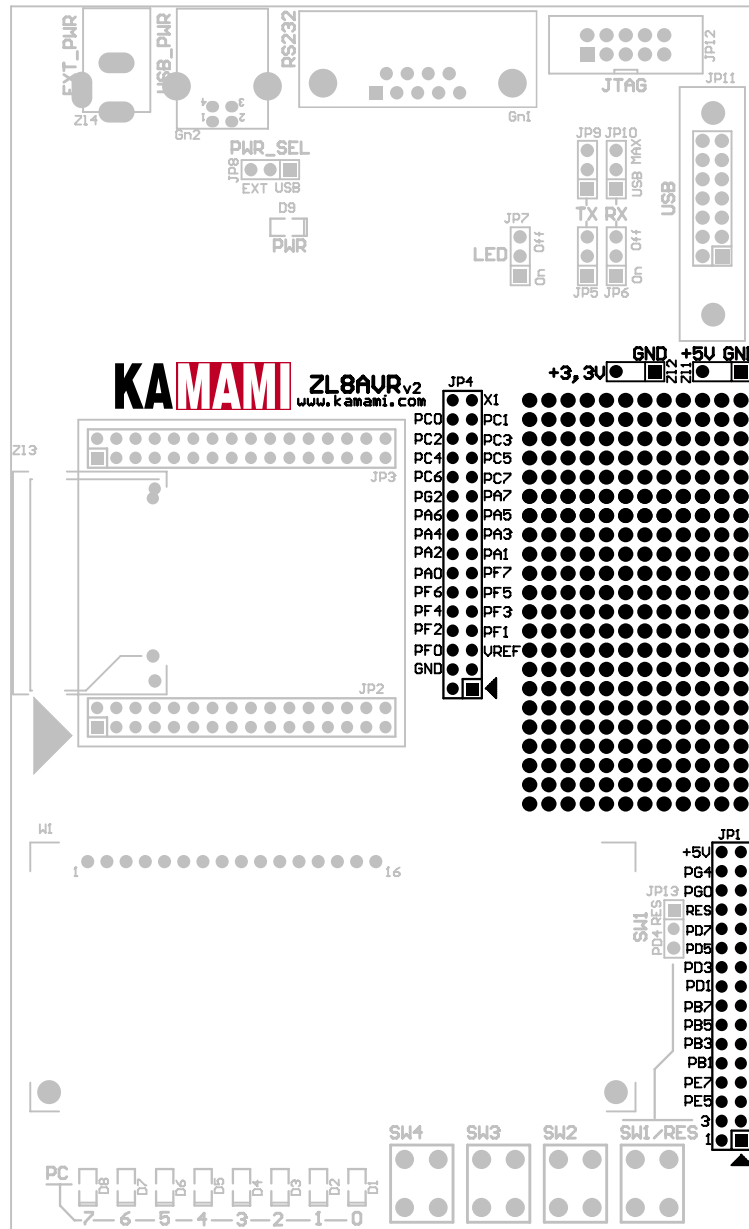 EXT_PWR
USB_PWR
RS232
JTAG
JP12
JP11
Z14
4
3
1
2
Gn2
Gn1
PWR_SEL
JP8
EXT USB
D9
PWR
JP9 JP10
USB MAX
TX RX
USB
JP7
LED
Off
On
Off
On
JP5 JP6
KAMAMI
ZL8AVRv2
www.kamami.com
JP4
+3,3V
GND
Z12
+5V GND
Z11
X1
PC0 PC1
PC2 PC3
PC4 PC5
PC6 PC7
PG2 PA7
PA6 PA5
PA4 PA3
PA2 PA1
PA0 PF7
PF6 PF5
PF4 PF3
PF2 PF1
PF0 VREF
GND
Z13
JP3
JP2
W1
1
16
JP13
SW1
PD4 RES
JP1
+5V
PG4
PG0
RES
PD7
PD5
PD3
PD1
PB7
PB5
PB3
PB1
PE7
PE5
3
1
SW4 SW3 SW2 SW1/RES
PC
D8 D7 D6 D5 D4 D3 D2 D1
7 6 5 4 3 2 1 0